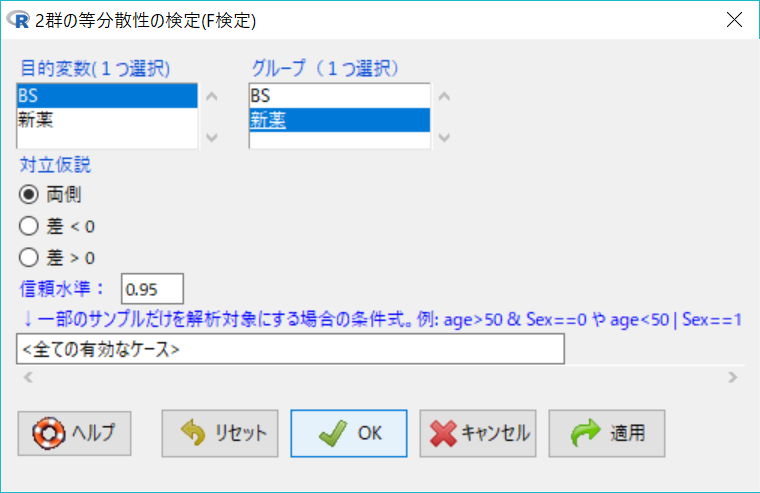 2群の等分散性の検定(F検定)
目的変数(１つ選択)
グループ（１つ選択）
BS
新薬
BS
新薬
対立仮説
両側
差 < 0
差 > 0
信頼水準： 0.95
↓一部のサンプルだけを解析対象にする場合の条件式。例: age>50 & Sex==0 や age<50 | Sex==1
<全ての有効なケース>
ヘルプ リセット OK キャンセル 適用